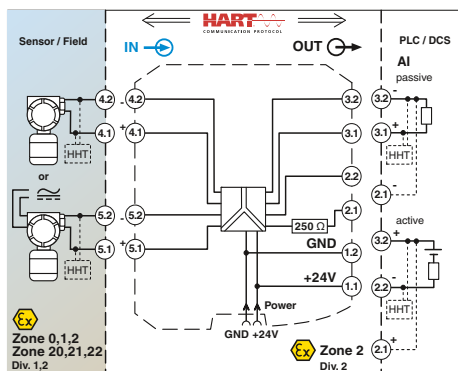 Sensor / Field
HART
COMMUNICATION PROTOCOL
PLC / DCS
IN
OUT
AI
passive
4.2
-
4.2
3.2
3.2
-
4.1
+
4.1
3.1
3.1
+
HHT
HHT
or
2.2
2.1
-
2.1
250 Ω
active
5.2
-
5.2
GND
1.2
3.2
+
5.1
+
5.1
+24V
1.1
2.2
-
HHT
HHT
Power
GND +24V
Ex
Zone 0,1,2
Zone 20,21,22
Div. 1,2
Ex
Zone 2
Div. 2
2.1
+